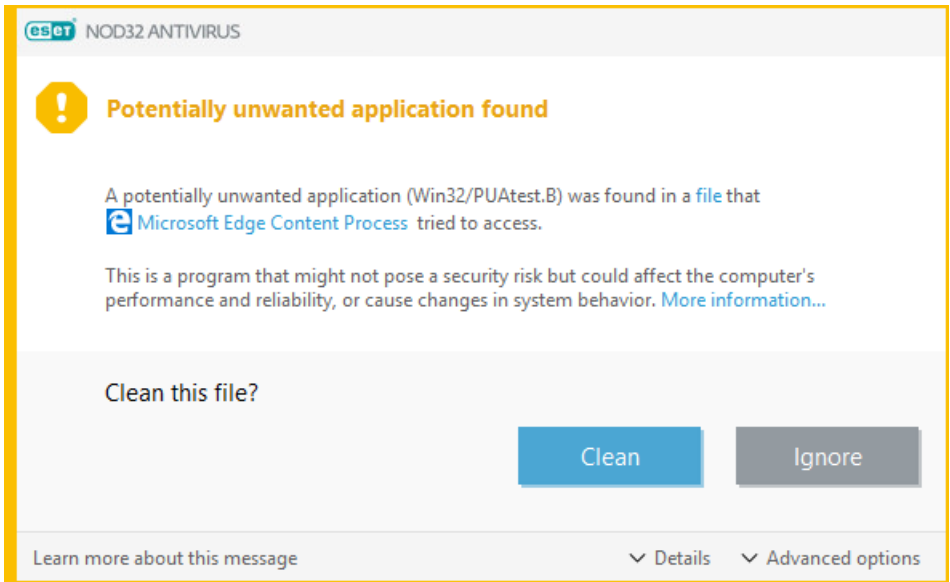 eset NOD32 ANTIVIRUS
Potentially unwanted application found
A potentially unwanted application (Win32/PUAtest.B) was found in a file that
Microsoft Edge Content Process tried to access.
This is a program that might not pose a security risk but could affect the computer's
performance and reliability, or cause changes in system behavior. More information...
Clean this file?
Clean Ignore
Learn more about this message Details Advanced options